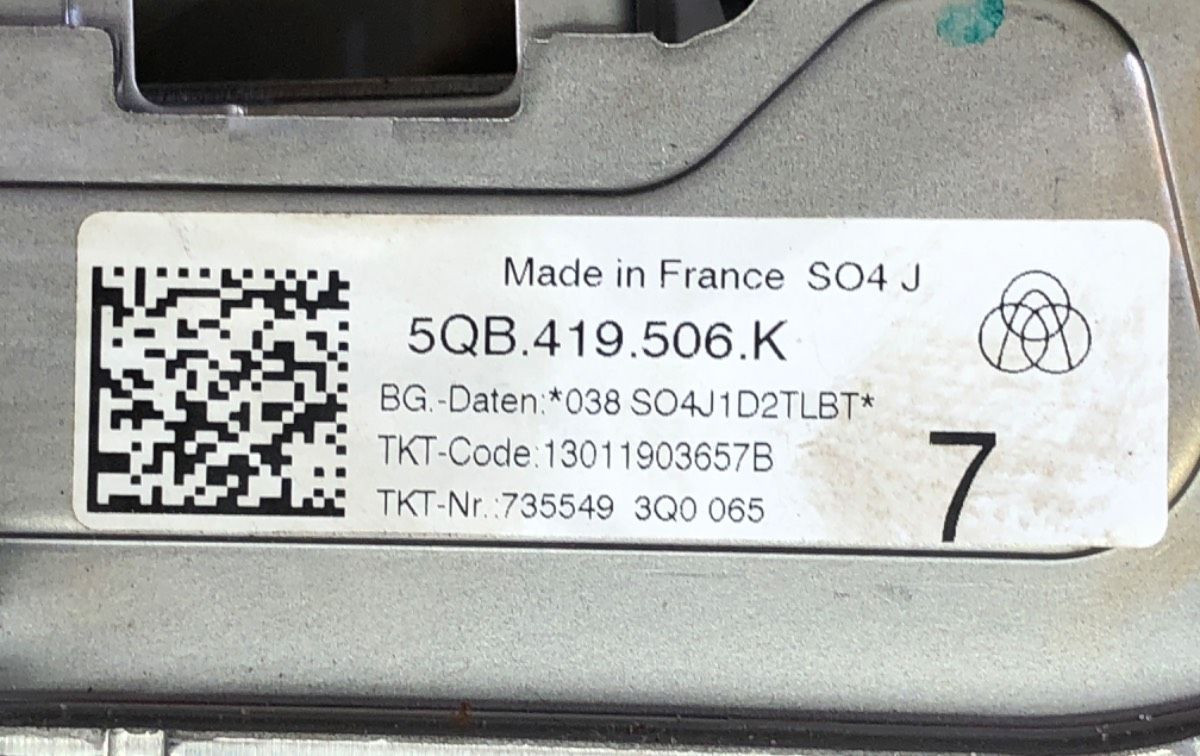 Made in France SO4 J
5QB.419.506.K
BG.-Daten:*038 SO4J1D2TLBT*
TKT-Code:13011903657B
TKT-Nr.:735549 3Q0 065
7